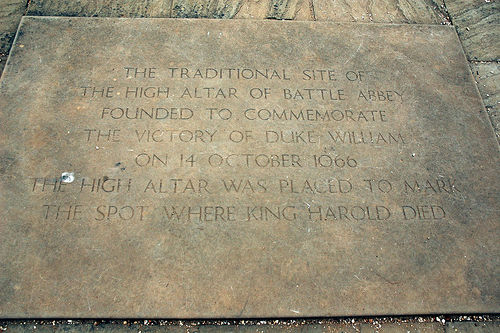 THE TRADITIONAL SITE OF
THE HIGH ALTAR OF BATTLE ABBEY
FOUNDED TO COMMEMORATE
THE VICTORY OF DUKE WILLIAM
ON 14 OCTOBER 1066
THE HIGH ALTAR WAS PLACED TO MARK
THE SPOT WHERE KING HAROLD DIED